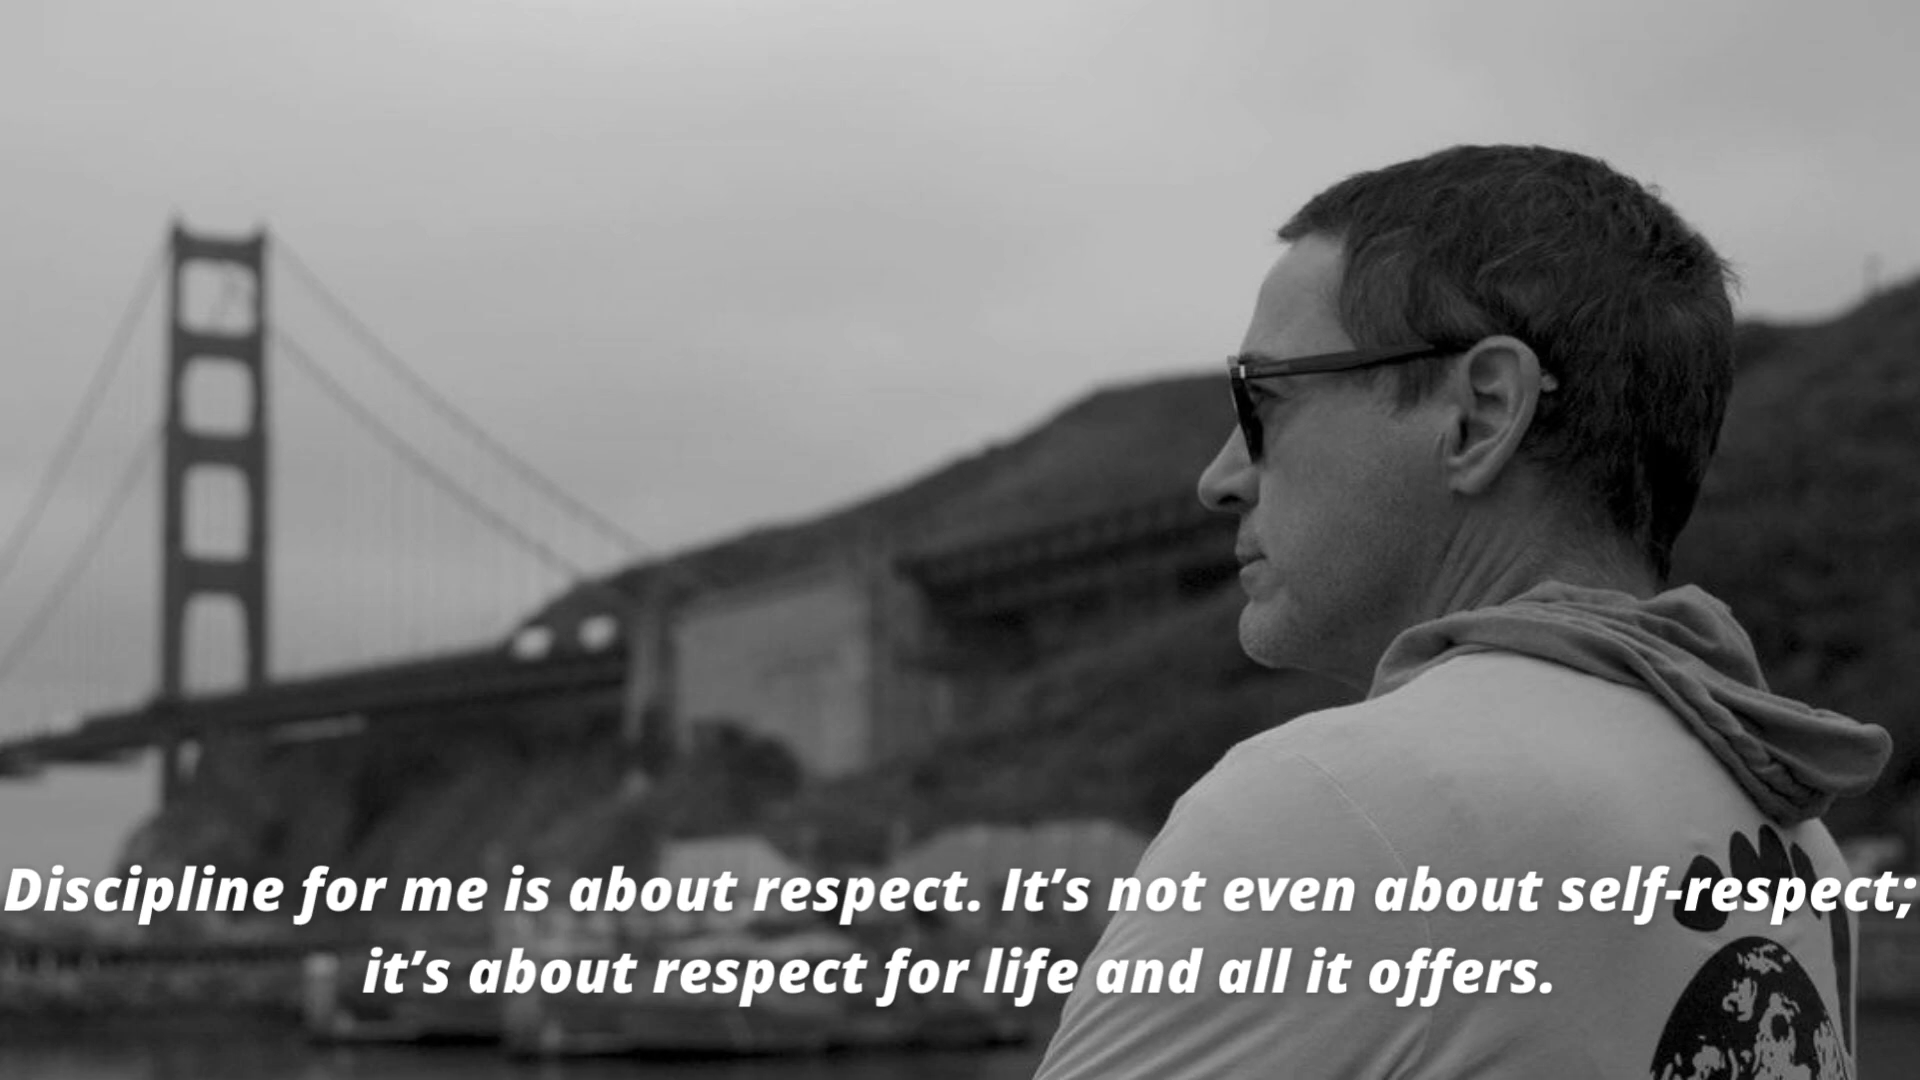 Discipline for me is about respect. It’s not even about self-respect;
it’s about respect for life and all it offers.